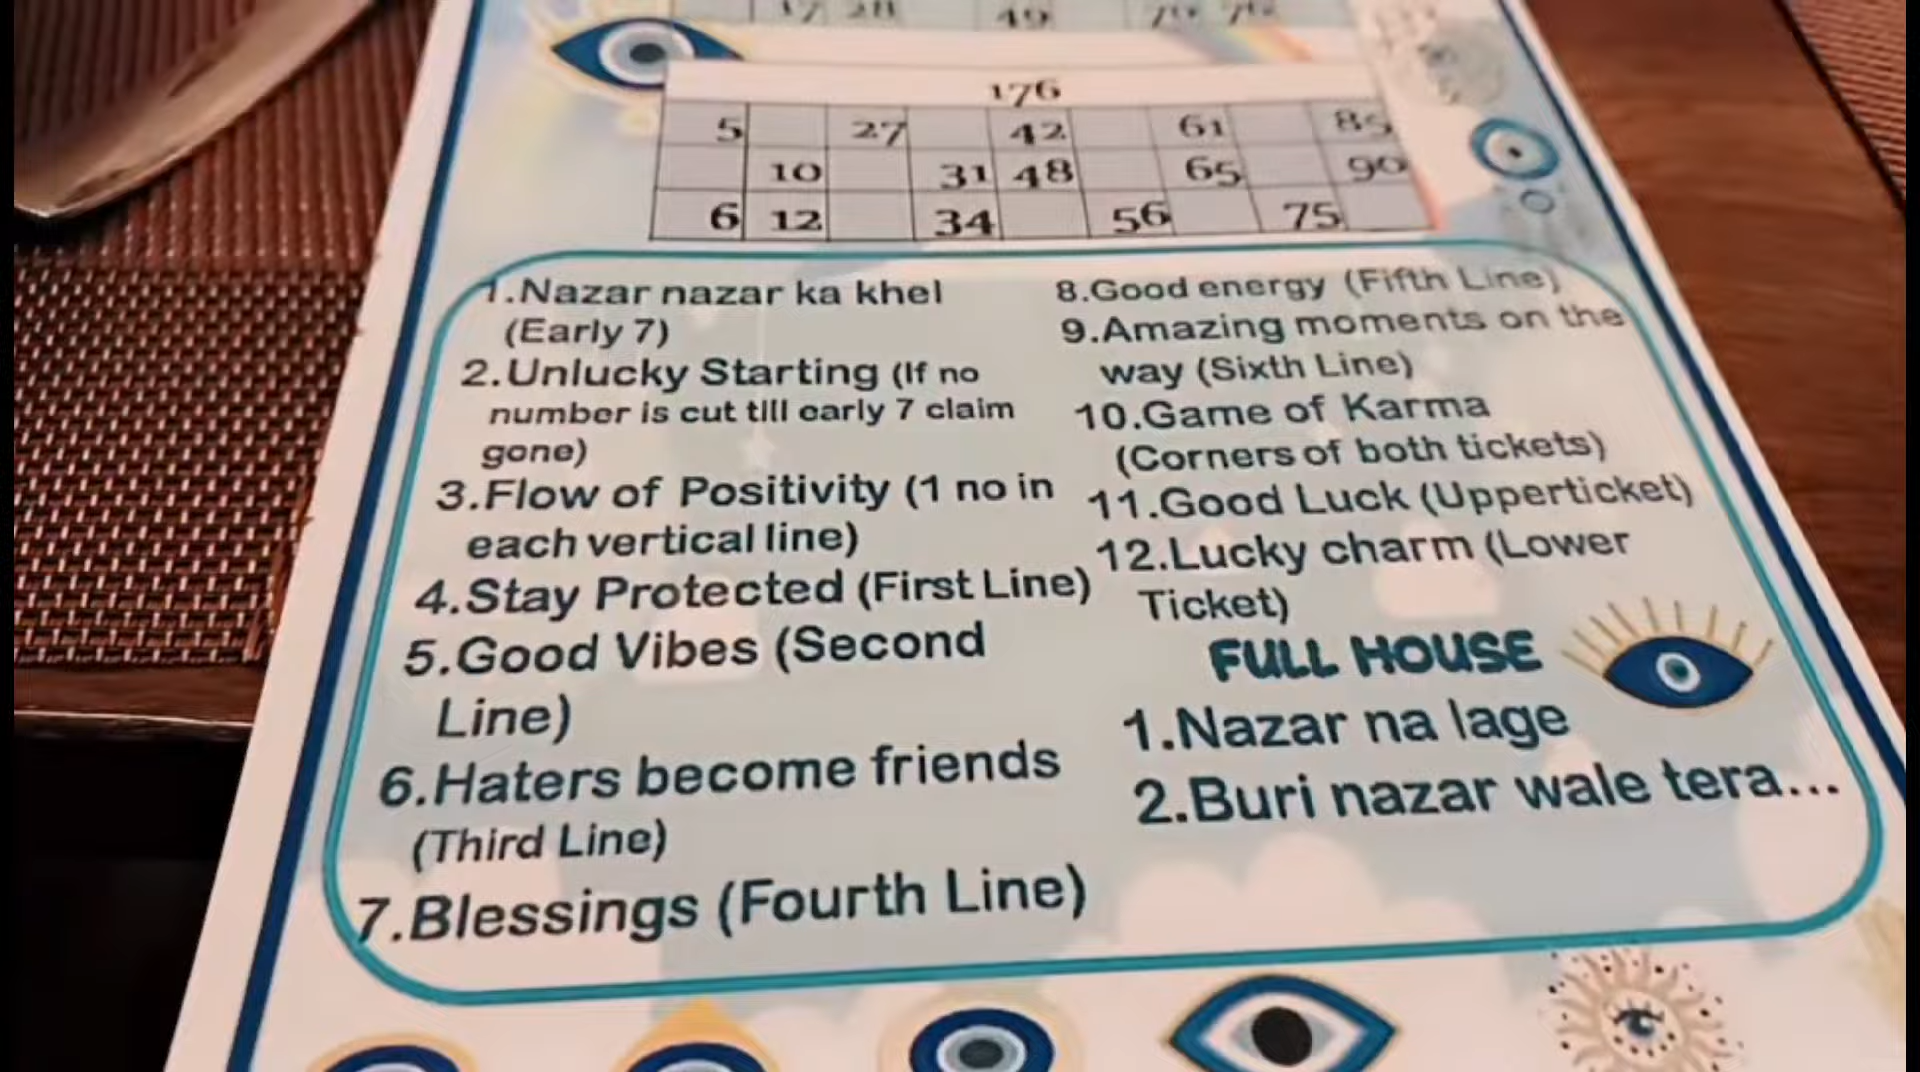 49
176
5 27 42 61 85
10 31 48 65 90
6 12 34 56 75
1.Nazar nazar ka khel
(Early 7)
2.Unlucky Starting (If no
number is cut till early 7 claim
gone)
3.Flow of Positivity (1 no in
each vertical line)
4.Stay Protected (First Line)
5.Good Vibes (Second
Line)
6.Haters become friends
(Third Line)
7.Blessings (Fourth Line)
8.Good energy (Fifth Line)
9.Amazing moments on the
way (Sixth Line)
10.Game of Karma
(Corners of both tickets)
11.Good Luck (Upperticket)
12.Lucky charm (Lower
Ticket)
FULL HOUSE
1.Nazar na lage
2.Buri nazar wale tera...